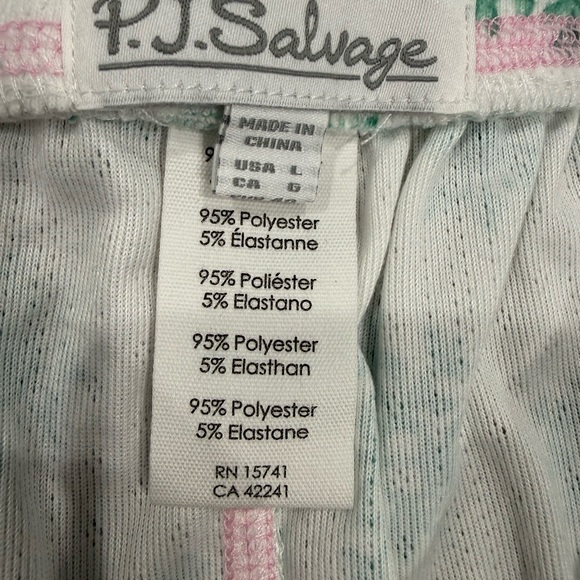 P.J.Salvage
MADE IN
CHINA
USA L
CA G
9
95% Polyester
5% Élastanne
95% Poliéster
5% Elastano
95% Polyester
5% Elasthan
95% Polyester
5% Elastane
RN 15741
CA 42241